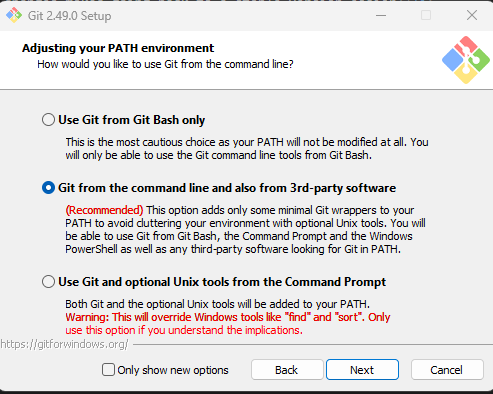 Git 2.49.0 Setup
Adjusting your PATH environment
How would you like to use Git from the command line?
Use Git from Git Bash only
This is the most cautious choice as your PATH will not be modified at all. You
will only be able to use the Git command line tools from Git Bash.
Git from the command line and also from 3rd-party software
(Recommended) This option adds only some minimal Git wrappers to your
PATH to avoid cluttering your environment with optional Unix tools. You will
be able to use Git from Git Bash, the Command Prompt and the Windows
PowerShell as well as any third-party software looking for Git in PATH.
Use Git and optional Unix tools from the Command Prompt
Both Git and the optional Unix tools will be added to your PATH.
Warning: This will override Windows tools like "find" and "sort". Only
use this option if you understand the implications.
https://gitforwindows.org/
Only show new options
Back
Next
Cancel